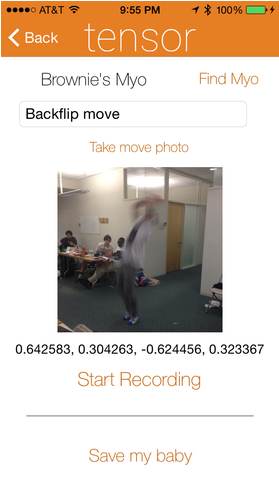 AT&T 9:55 PM 100%
Back tensor
Brownie's Myo Find Myo
Backflip move
Take move photo
0.642583, 0.304263, -0.624456, 0.323367
Start Recording
Save my baby